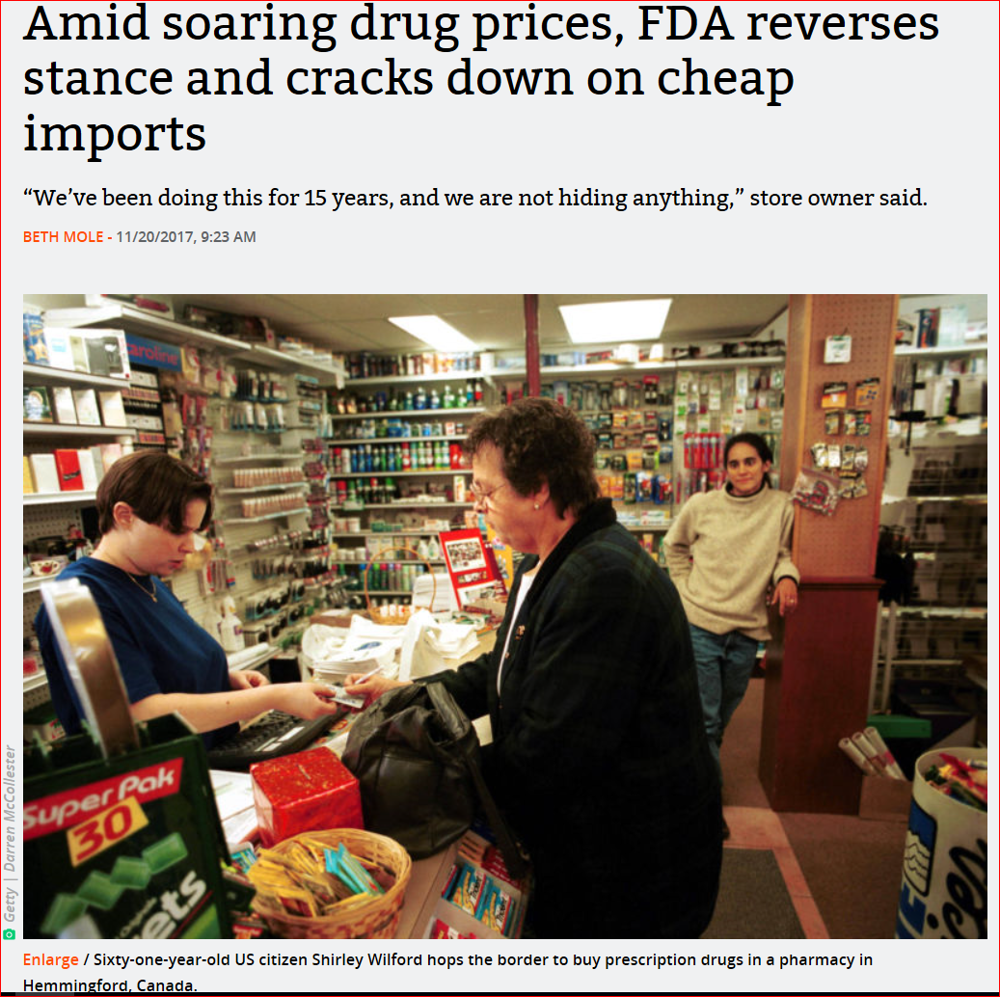 Amid soaring drug prices, FDA reverses
stance and cracks down on cheap
imports
“We’ve been doing this for 15 years, and we are not hiding anything,” store owner said.
BETH MOLE - 11/20/2017, 9:23 AM
caroline
Super Pak
30
ets
Getty | Darren McCollester
Enlarge / Sixty-one-year-old US citizen Shirley Wilford hops the border to buy prescription drugs in a pharmacy in
Hemmingford, Canada.